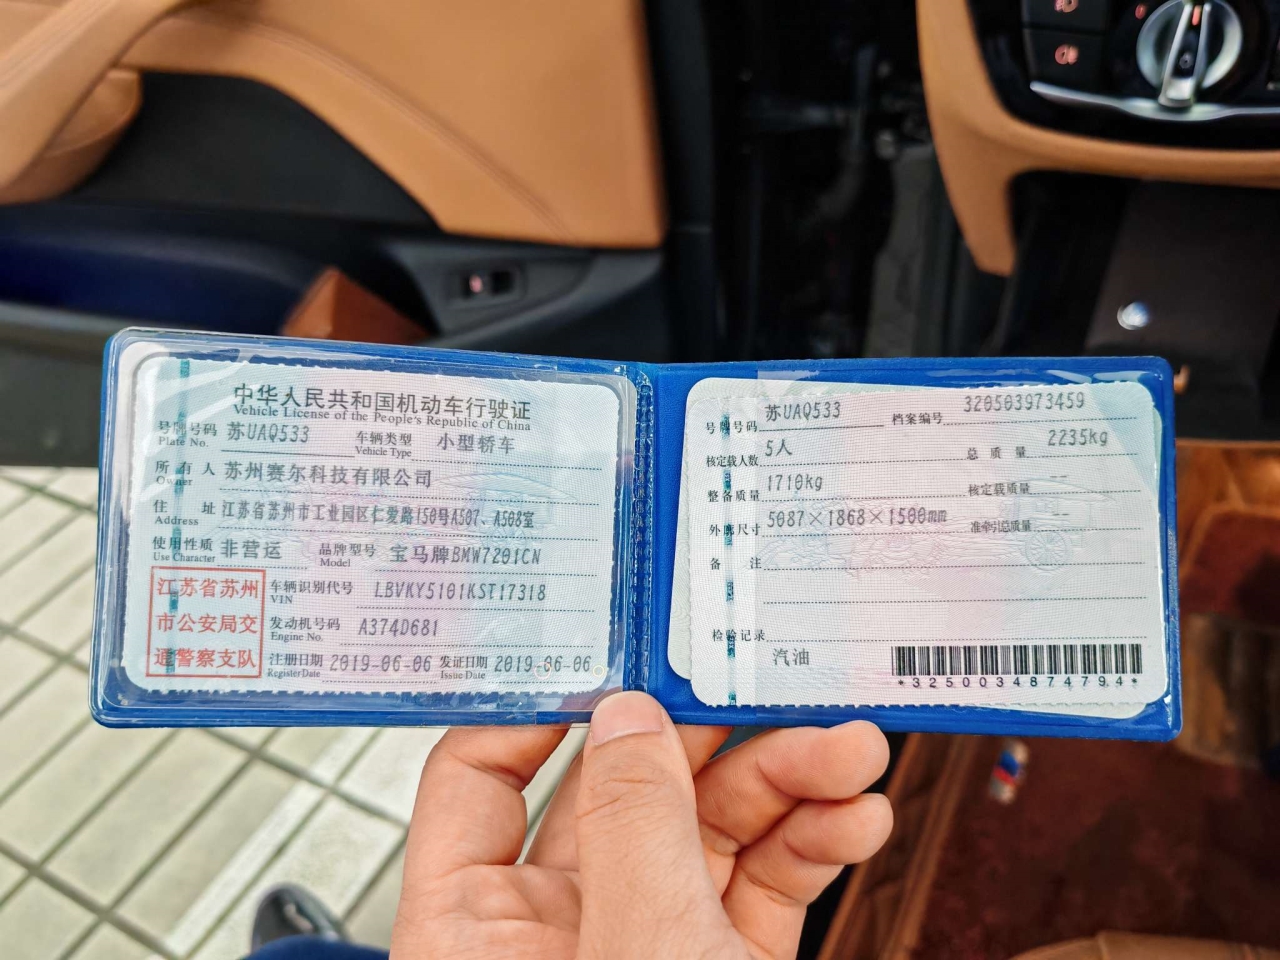 中华人民共和国机动车行驶证
Vehicle License of the People's Republic of China
号牌号码 苏UAQ533 车辆类型 小型轿车
Plate No. Vehicle Type
所有人 苏州赛尔科技有限公司
Owner
住址 江苏省苏州市工业园区仁爱路150号A507、A508室
Address
使用性质 非营运 品牌型号 宝马牌BMW7201CN
Use Character Model
江苏省苏州
市公安局交
通警察支队
车辆识别代号 LBVKY5101KST17318
VIN
发动机号码 A374D681
Engine No.
注册日期 2019-06-06 发证日期 2019-06-06
Register Date Issue Date
号牌号码 苏UAQ533 档案编号 320503973459
核定载人数 5人 总质量 2235kg
整备质量 1710kg 核定载质量 --
外廓尺寸 5087×1868×1500mm 准牵引总质量 --
备注
检验记录
汽油
*3250034874794*